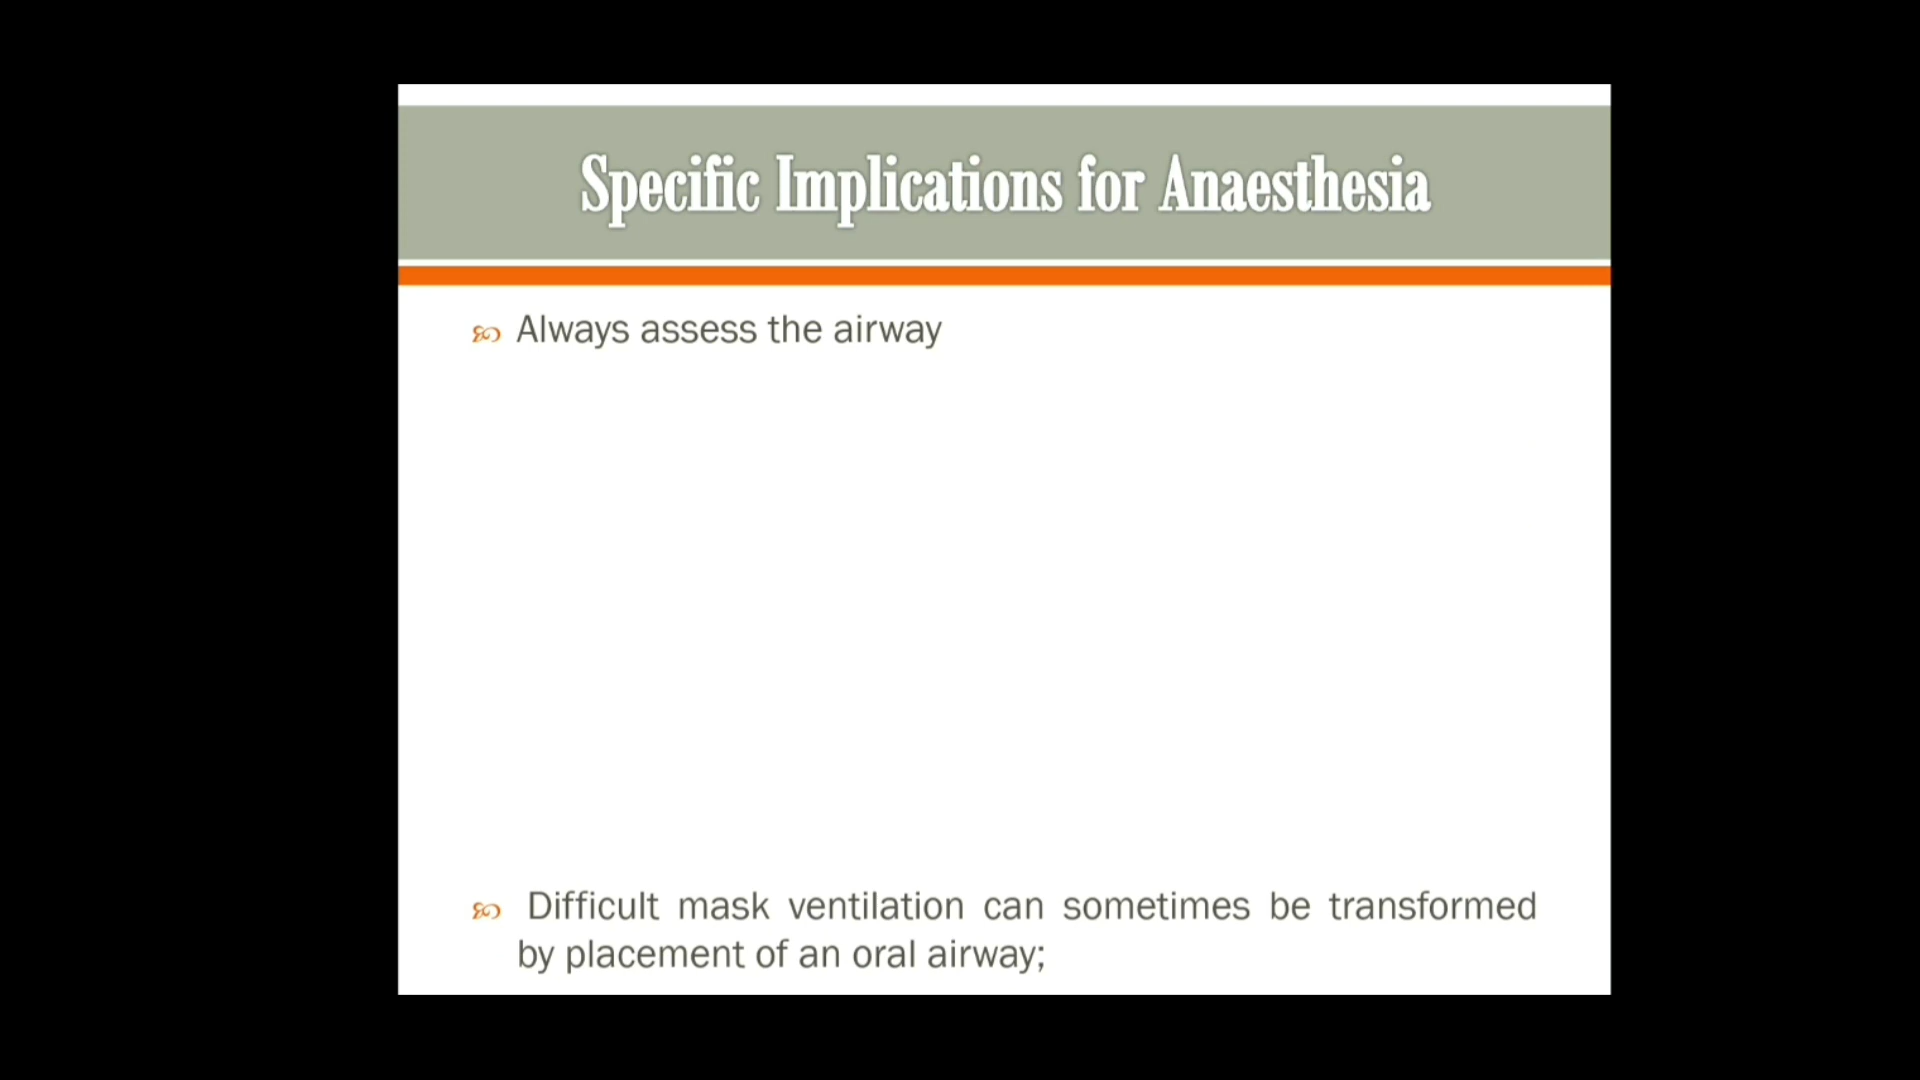 Specific Implications for Anaesthesia
Always assess the airway
Difficult mask ventilation can sometimes be transformed
by placement of an oral airway;